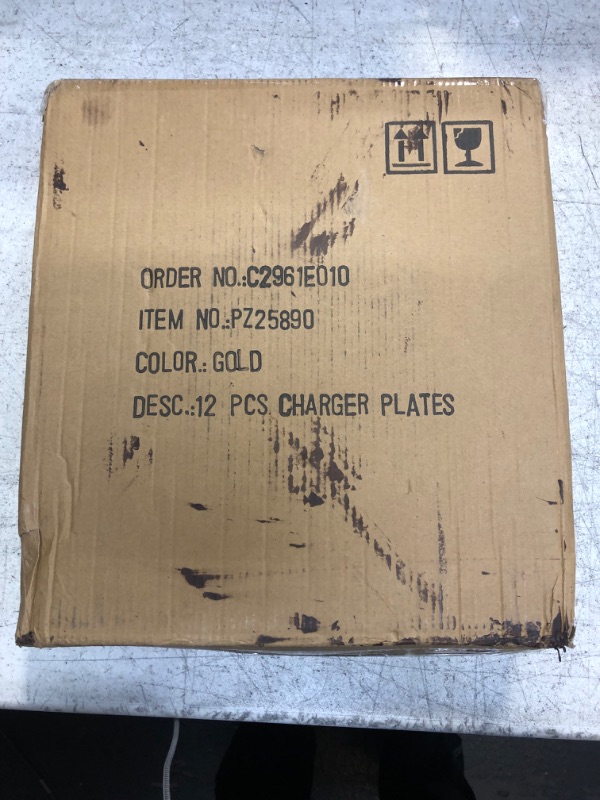 ORDER NO.:C2961E010
ITEM NO.:PZ25890
COLOR.: GOLD
DESC.:12 PCS CHARGER PLATES